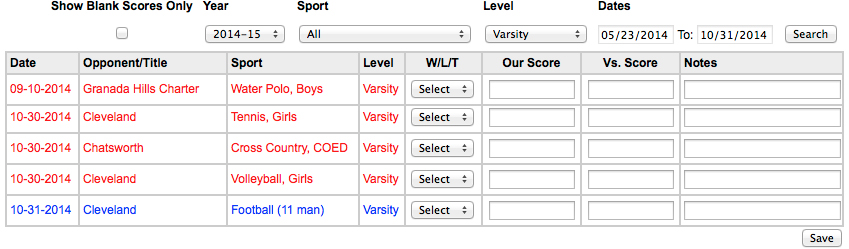 Show Blank Scores Only Year Sport Level Dates
2014-15 All Varsity 05/23/2014 To: 10/31/2014 Search
Date Opponent/Title Sport Level W/L/T Our Score Vs. Score Notes
09-10-2014 Granada Hills Charter Water Polo, Boys Varsity Select
10-30-2014 Cleveland Tennis, Girls Varsity Select
10-30-2014 Chatsworth Cross Country, COED Varsity Select
10-30-2014 Cleveland Volleyball, Girls Varsity Select
10-31-2014 Cleveland Football (11 man) Varsity Select
Save